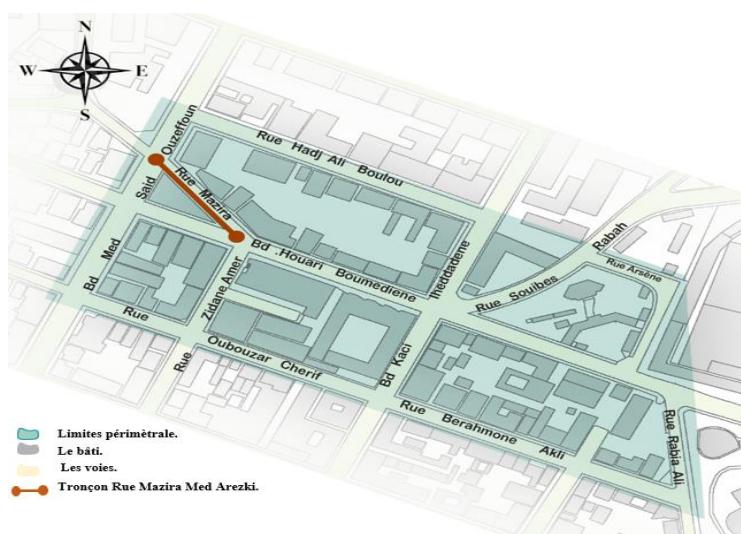 N
W E
S
Ouzeffoun
Rue Hadj Ali Boulou
Said
Rue Mazira
Bd Med
Bd .Houari Boumediene
Iheddadene
Rabah
Rue Arsène
Rue Souibes
Zidane Amer
Rue
Rue
Oubouzar Cherif
Bd Kaci
Rue Berahmone Akli
Rue Rabia Ali
Limites périmètrale.
Le bâti.
Les voies.
Tronçon Rue Mazira Med Arezki.